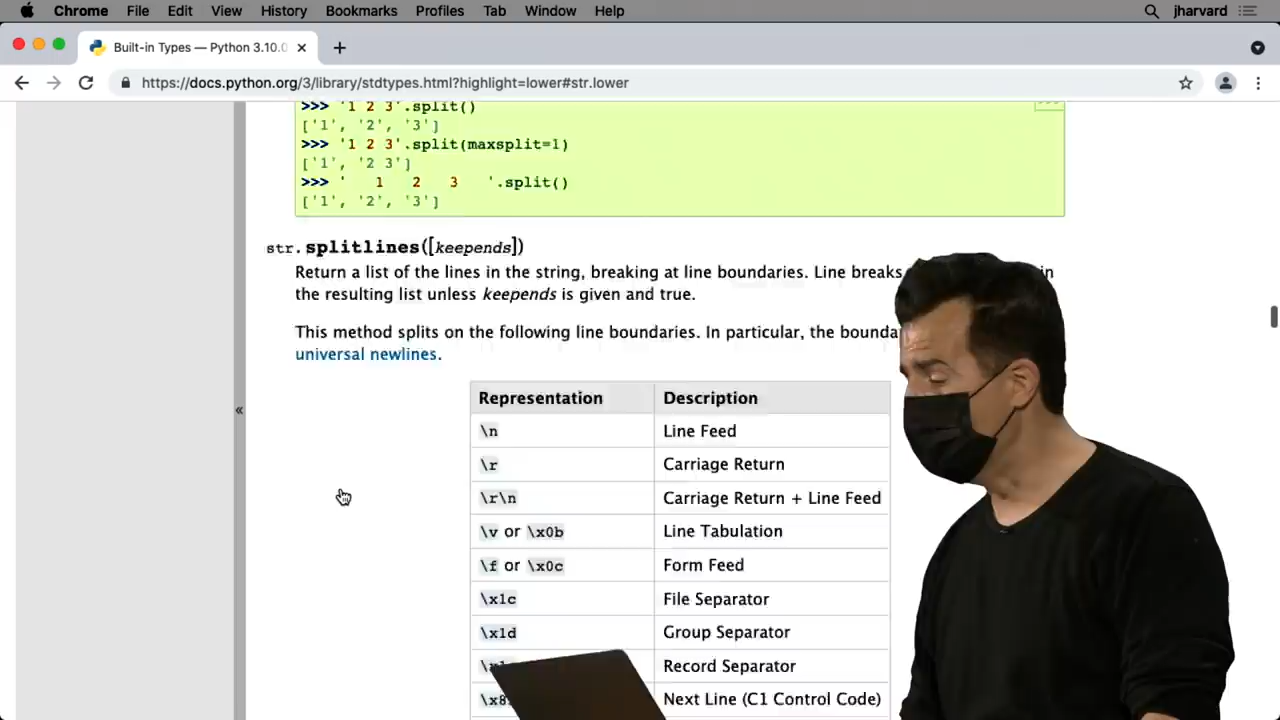 Chrome File Edit View History Bookmarks Profiles Tab Window Help jharvard
Built-in Types — Python 3.10.0
https://docs.python.org/3/library/stdtypes.html?highlight=lower#str.lower
>>> '1 2 3'.split()
['1', '2', '3']
>>> '1 2 3'.split(maxsplit=1)
['1', '2 3']
>>> '   1   2   3   '.split()
['1', '2', '3']
str.splitlines([keepends])
Return a list of the lines in the string, breaking at line boundaries. Line breaks in
the resulting list unless keepends is given and true.
This method splits on the following line boundaries. In particular, the
universal newlines.
«
Representation Description
\n Line Feed
\r Carriage Return
\r\n Carriage Return + Line Feed
\v or \x0b Line Tabulation
\f or \x0c Form Feed
\x1c File Separator
\x1d Group Separator
Record Separator
Next Line (C1 Control Code)